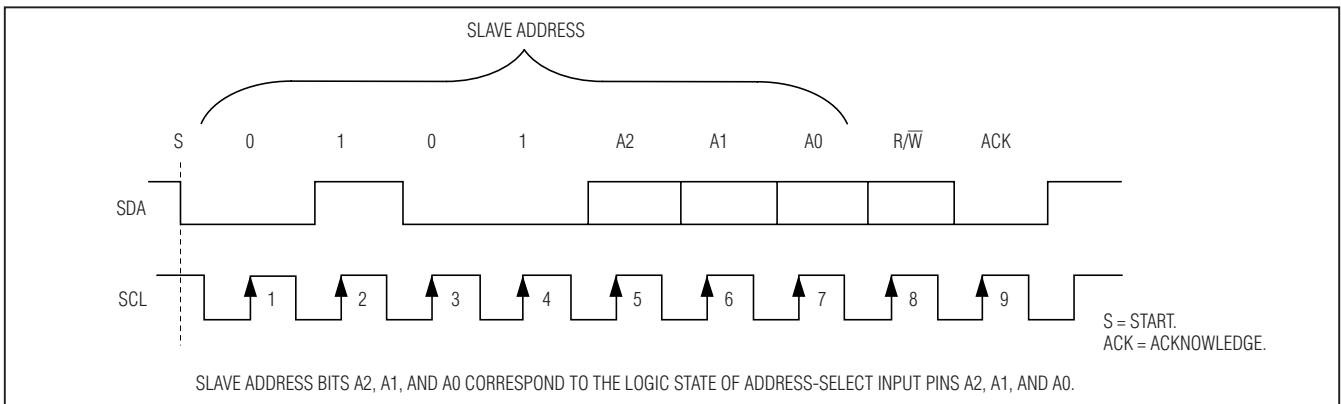 SLAVE ADDRESS
S 0 1 0 1 A2 A1 A0 R/W̅ ACK
SDA
SCL 1 2 3 4 5 6 7 8 9
S = START.
ACK = ACKNOWLEDGE.
SLAVE ADDRESS BITS A2, A1, AND A0 CORRESPOND TO THE LOGIC STATE OF ADDRESS-SELECT INPUT PINS A2, A1, AND A0.